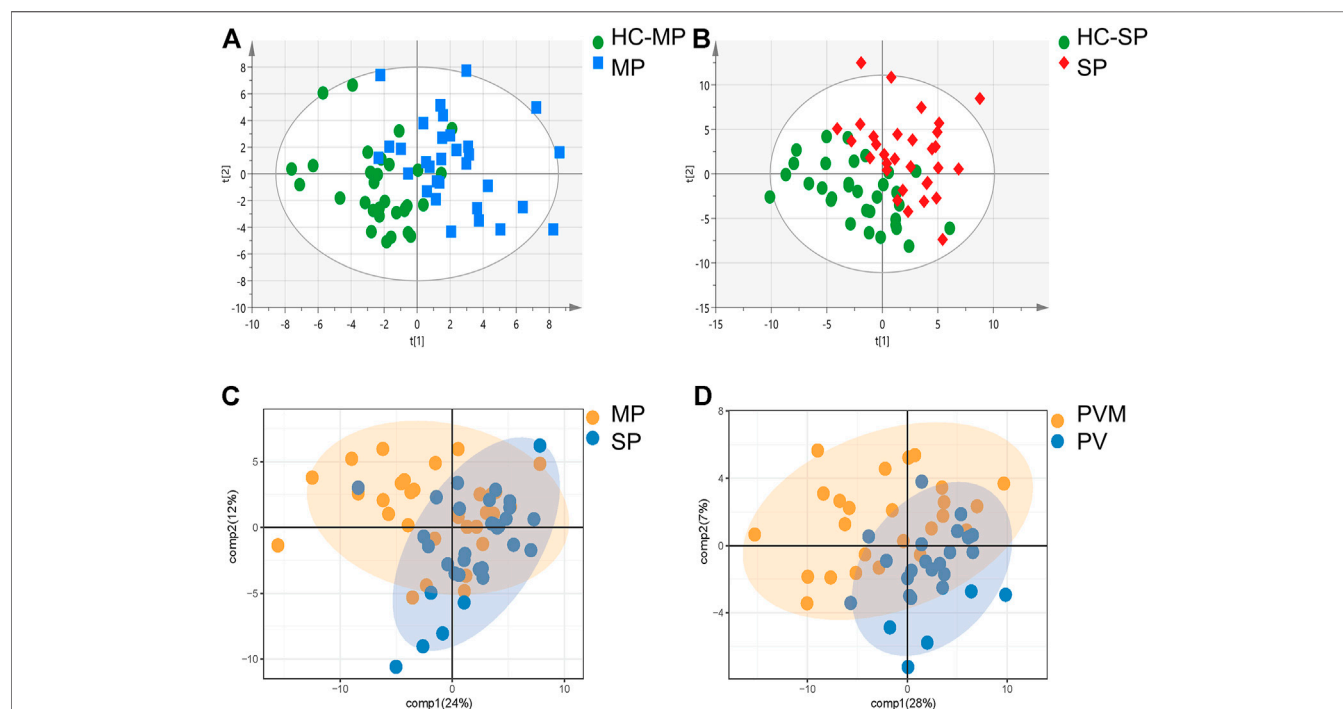 A
HC-MP
MP
t[2]
10
8
6
4
2
0
-2
-4
-6
-8
-10
-10 -8 -6 -4 -2 0 2 4 6 8
t[1]
B
HC-SP
SP
t[2]
10
5
0
-5
-10
-15
-15 -10 -5 0 5 10
t[1]
C
MP
SP
comp2(12%)
5
0
-5
-10
-10 0 10
comp1(24%)
D
PVM
PV
comp2(7%)
8
4
0
-4
-10 0 10
comp1(28%)